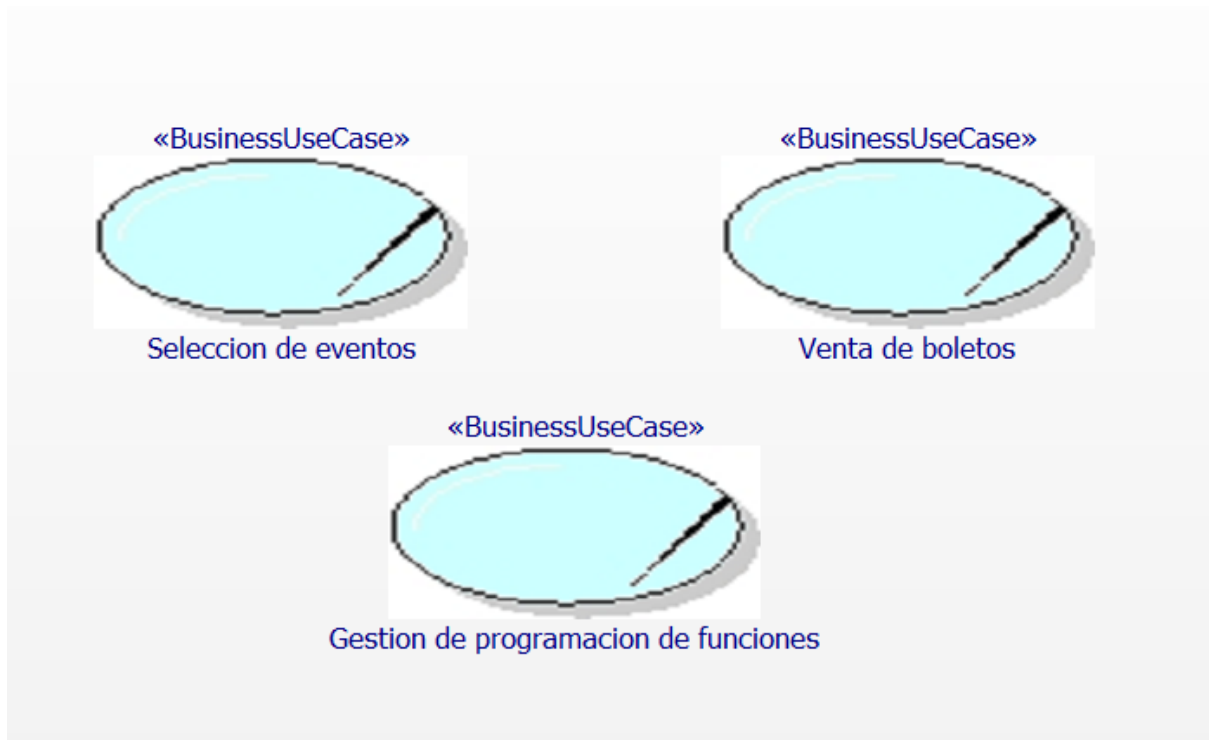 «BusinessUseCase»
«BusinessUseCase»
Seleccion de eventos
Venta de boletos
«BusinessUseCase»
Gestion de programacion de funciones